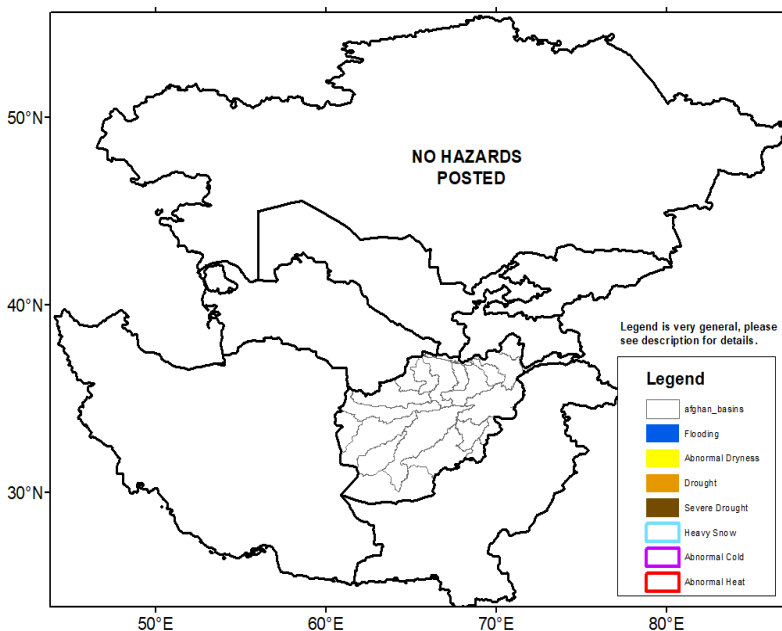 50°N
NO HAZARDS
POSTED
40°N
Legend is very general, please
see description for details.
Legend
afghan_basins
Flooding
Abnormal Dryness
Drought
Severe Drought
Heavy Snow
Abnormal Cold
Abnormal Heat
30°N
50°E
60°E
70°E
80°E